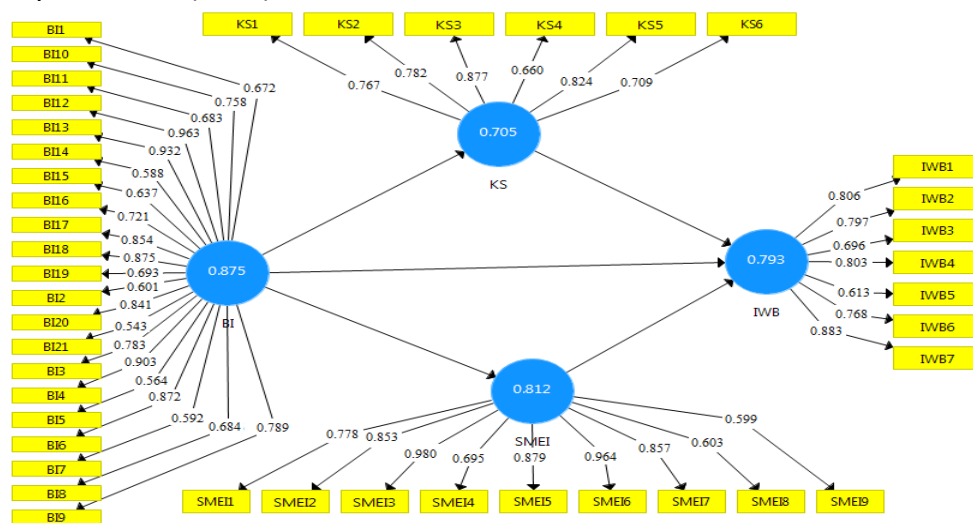 BI1
BI10
BI11
BI12
BI13
BI14
BI15
BI16
BI17
BI18
BI19
BI2
BI20
BI21
BI3
BI4
BI5
BI6
BI7
BI8
BI9
0.672
0.758
0.683
0.963
0.932
0.588
0.637
0.721
0.854
0.875
0.693
0.601
0.841
0.543
0.783
0.903
0.564
0.872
0.592
0.684
0.789
0.875
BI
KS1
KS2
KS3
KS4
KS5
KS6
0.767
0.782
0.877
0.660
0.824
0.709
0.705
KS
0.793
IWB
0.806
0.797
0.696
0.803
0.613
0.768
0.883
IWB1
IWB2
IWB3
IWB4
IWB5
IWB6
IWB7
0.812
SMEI
0.778
0.853
0.980
0.695
0.879
0.964
0.857
0.603
0.599
SMEI1
SMEI2
SMEI3
SMEI4
SMEI5
SMEI6
SMEI7
SMEI8
SMEI9